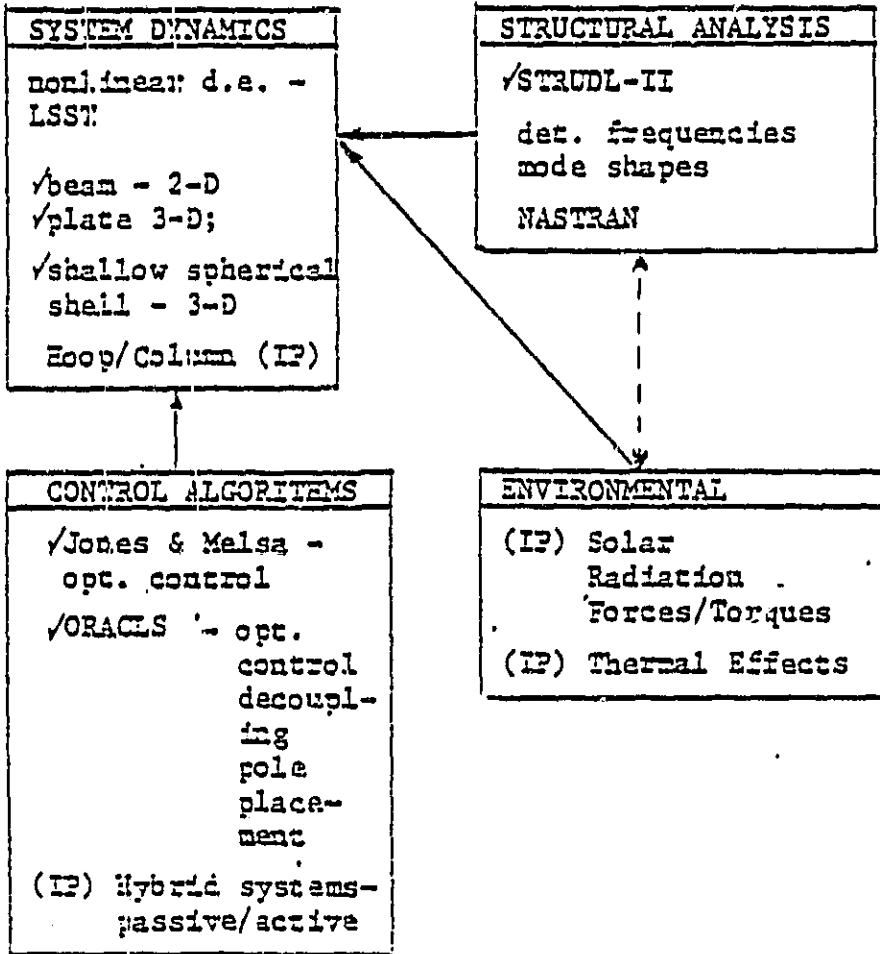 SYSTEM DYNAMICS
nonlinear d.e. -
LSST
✓beam - 2-D
✓plate 3-D;
✓shallow spherical
shell - 3-D
Hoop/Column (IP)
STRUCTURAL ANALYSIS
✓STRUDL-II
det. frequencies
mode shapes
NASTRAN
CONTROL ALGORITHMS
✓Jones & Melsa -
opt. control
✓ORACLS - opt.
control
decoupl-
ing
pole
place-
ment
(IP) Hybrid systems-
passive/active
ENVIRONMENTAL
(IP) Solar
Radiation
Forces/Torques
(IP) Thermal Effects